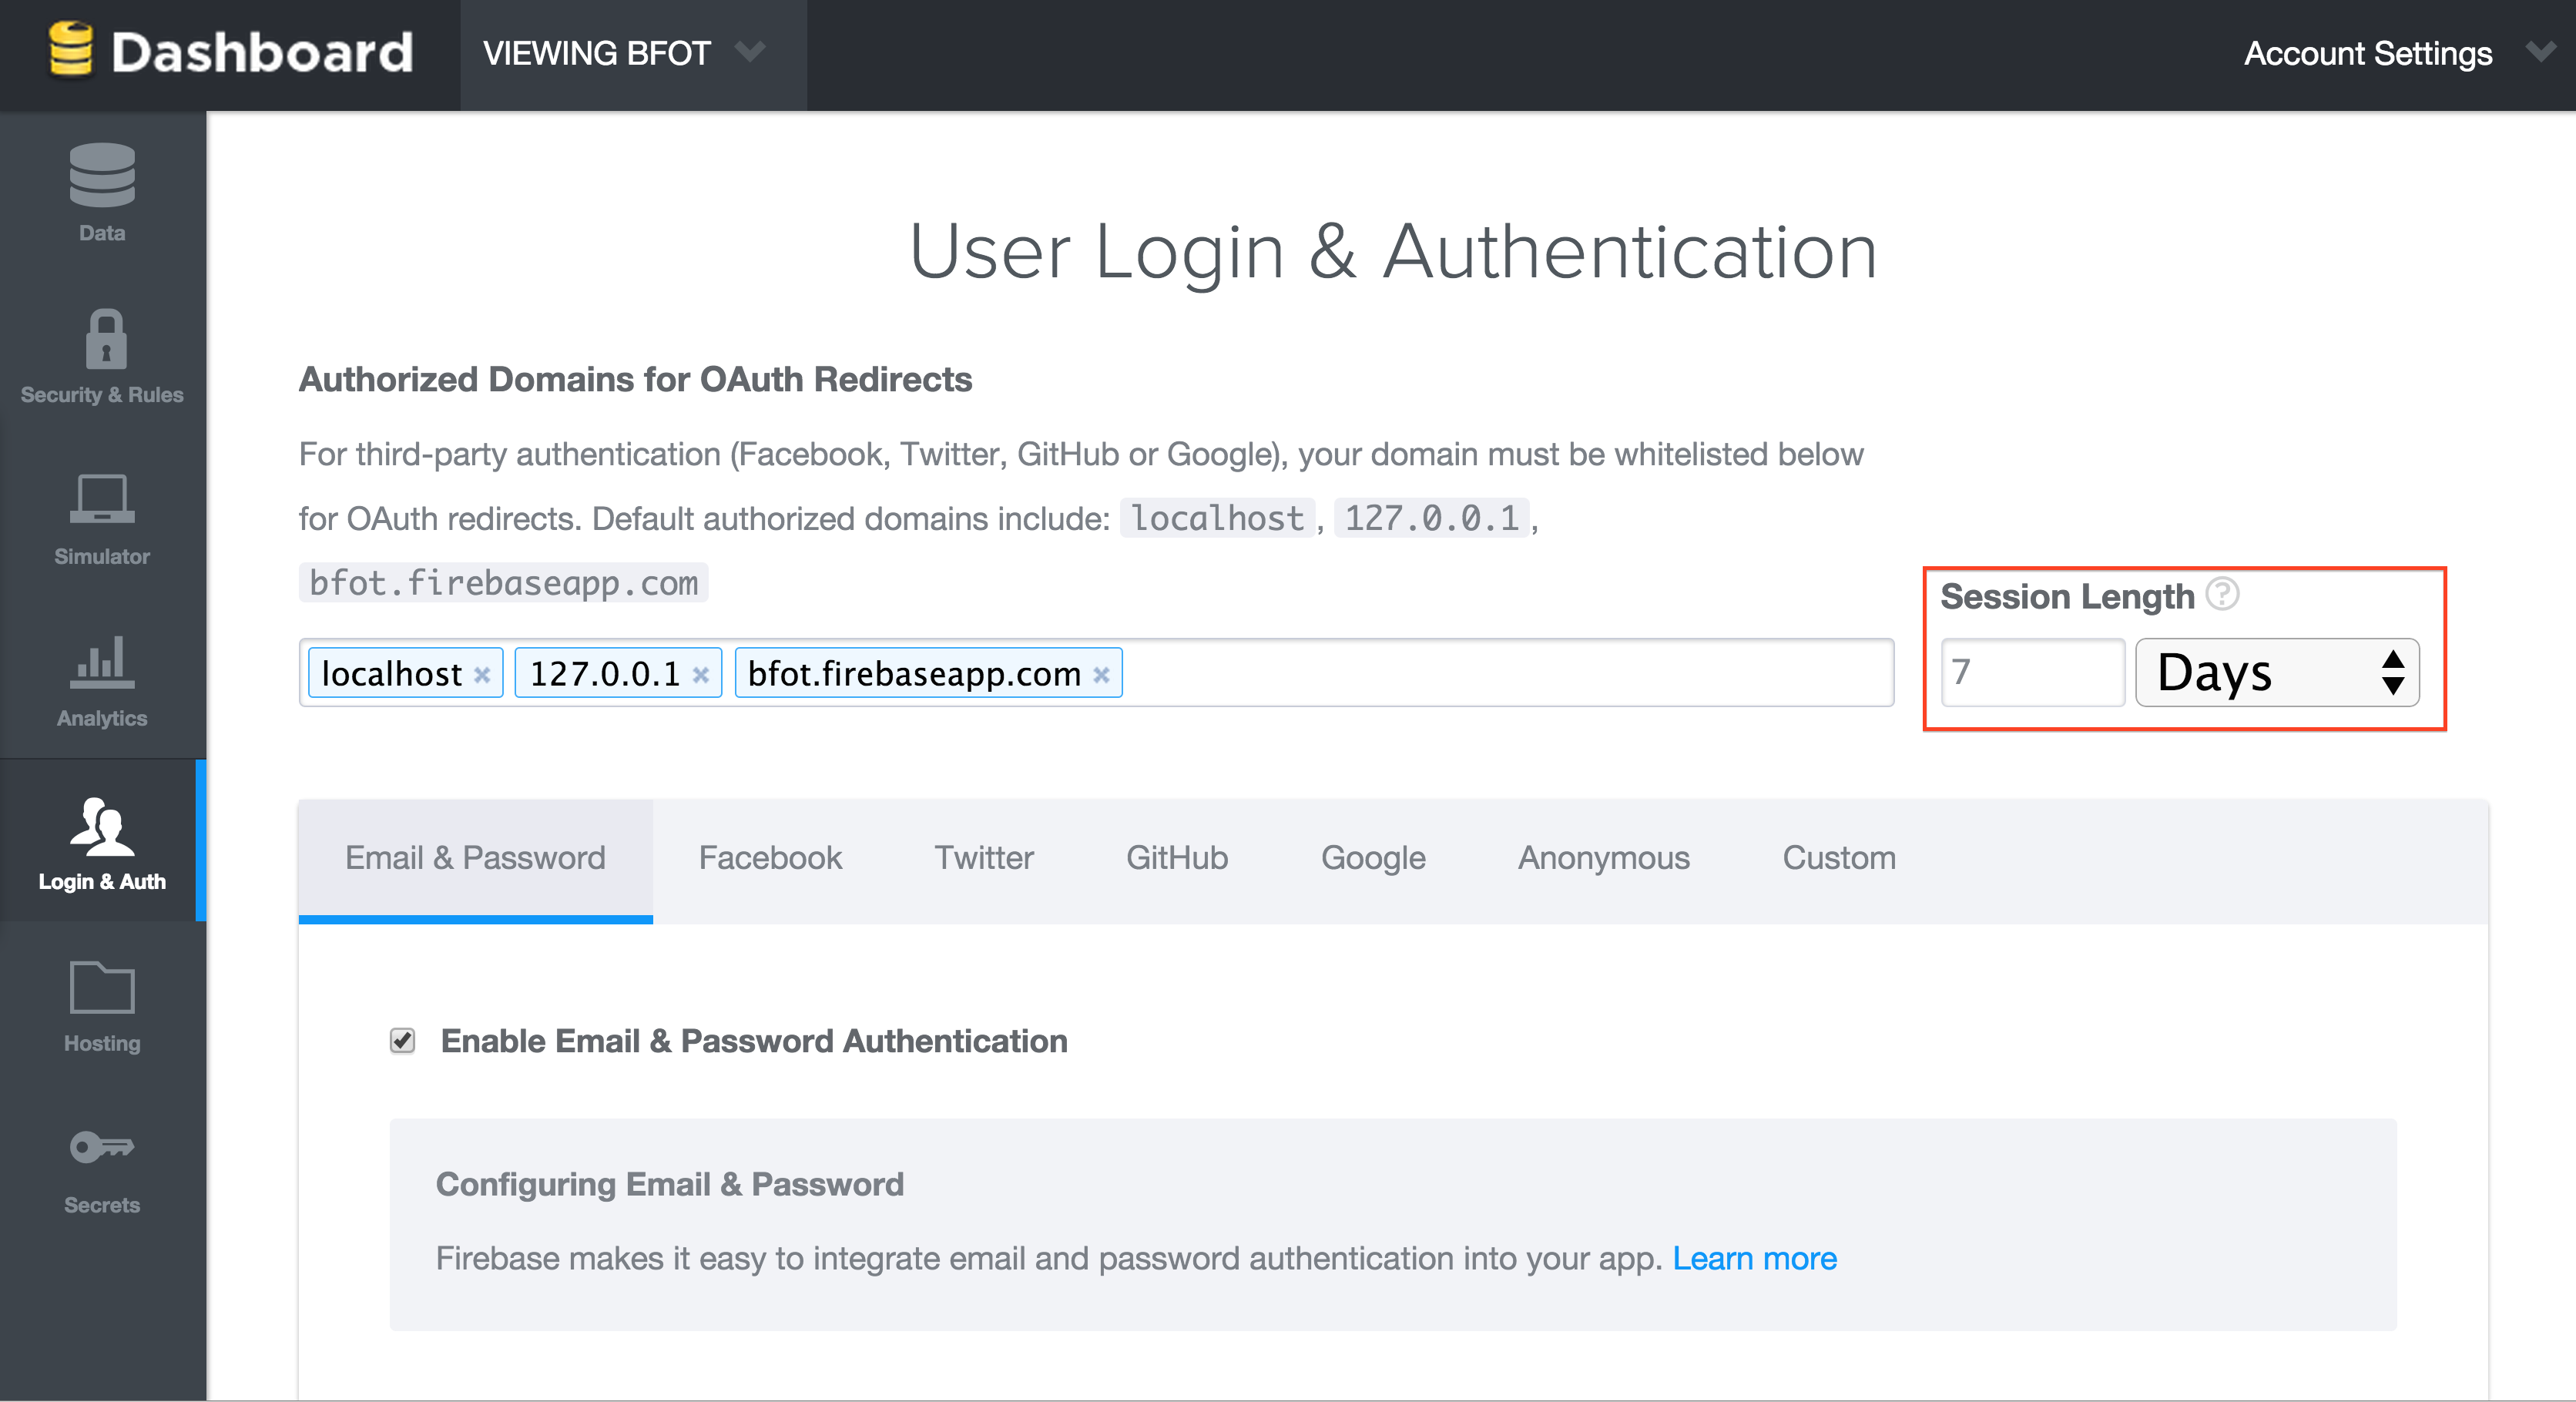 Dashboard
VIEWING BFOT
Account Settings
Data
Security & Rules
Simulator
Analytics
Login & Auth
Hosting
Secrets
User Login & Authentication
Authorized Domains for OAuth Redirects
For third-party authentication (Facebook, Twitter, GitHub or Google), your domain must be whitelisted below
for OAuth redirects. Default authorized domains include: localhost, 127.0.0.1,
bfot.firebaseapp.com
localhost × 127.0.0.1 × bfot.firebaseapp.com ×
Session Length ?
7 Days
Email & Password Facebook Twitter GitHub Google Anonymous Custom
Enable Email & Password Authentication
Configuring Email & Password
Firebase makes it easy to integrate email and password authentication into your app. Learn more